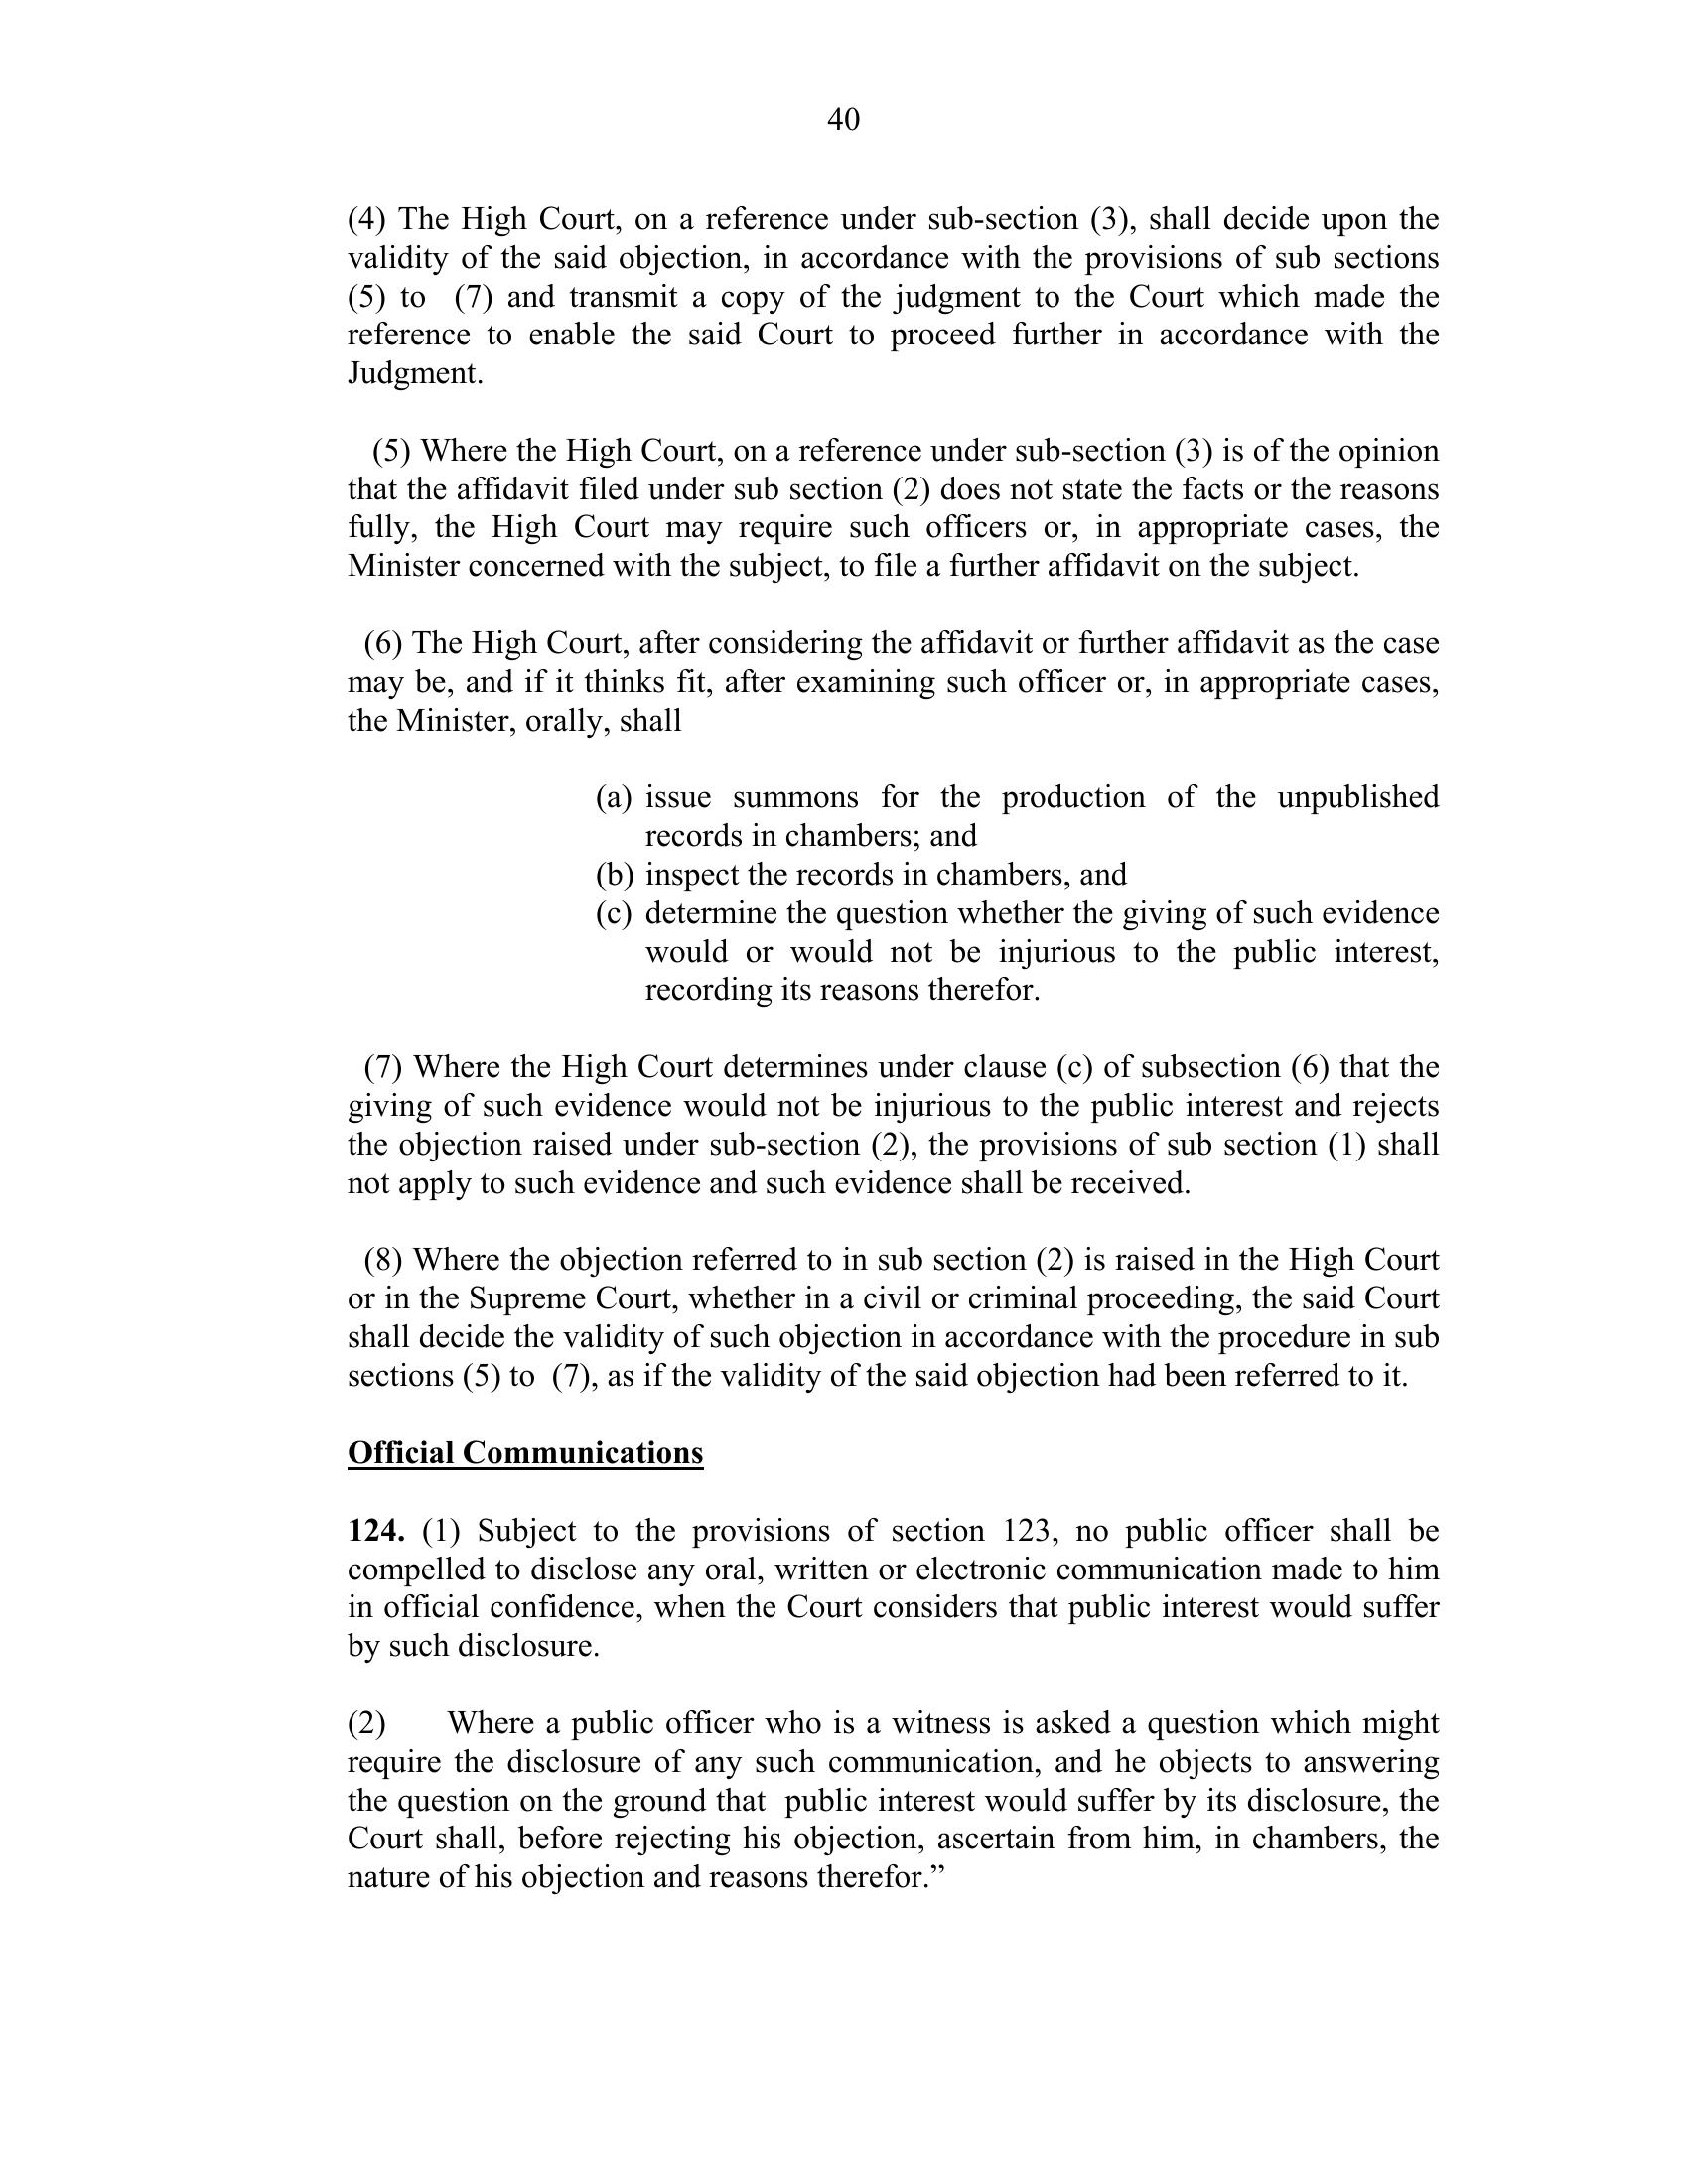 40
(4) The High Court, on a reference under sub-section (3), shall decide upon the
validity of the said objection, in accordance with the provisions of sub sections
(5) to  (7) and transmit a copy of the judgment to the Court which made the
reference to enable the said Court to proceed further in accordance with the
Judgment.
(5) Where the High Court, on a reference under sub-section (3) is of the opinion
that the affidavit filed under sub section (2) does not state the facts or the reasons
fully, the High Court may require such officers or, in appropriate cases, the
Minister concerned with the subject, to file a further affidavit on the subject.
(6) The High Court, after considering the affidavit or further affidavit as the case
may be, and if it thinks fit, after examining such officer or, in appropriate cases,
the Minister, orally, shall
(a) issue summons for the production of the unpublished
records in chambers; and
(b) inspect the records in chambers, and
(c) determine the question whether the giving of such evidence
would or would not be injurious to the public interest,
recording its reasons therefor.
(7) Where the High Court determines under clause (c) of subsection (6) that the
giving of such evidence would not be injurious to the public interest and rejects
the objection raised under sub-section (2), the provisions of sub section (1) shall
not apply to such evidence and such evidence shall be received.
(8) Where the objection referred to in sub section (2) is raised in the High Court
or in the Supreme Court, whether in a civil or criminal proceeding, the said Court
shall decide the validity of such objection in accordance with the procedure in sub
sections (5) to  (7), as if the validity of the said objection had been referred to it.
Official Communications
124. (1) Subject to the provisions of section 123, no public officer shall be
compelled to disclose any oral, written or electronic communication made to him
in official confidence, when the Court considers that public interest would suffer
by such disclosure.
(2) Where a public officer who is a witness is asked a question which might
require the disclosure of any such communication, and he objects to answering
the question on the ground that  public interest would suffer by its disclosure, the
Court shall, before rejecting his objection, ascertain from him, in chambers, the
nature of his objection and reasons therefor.”